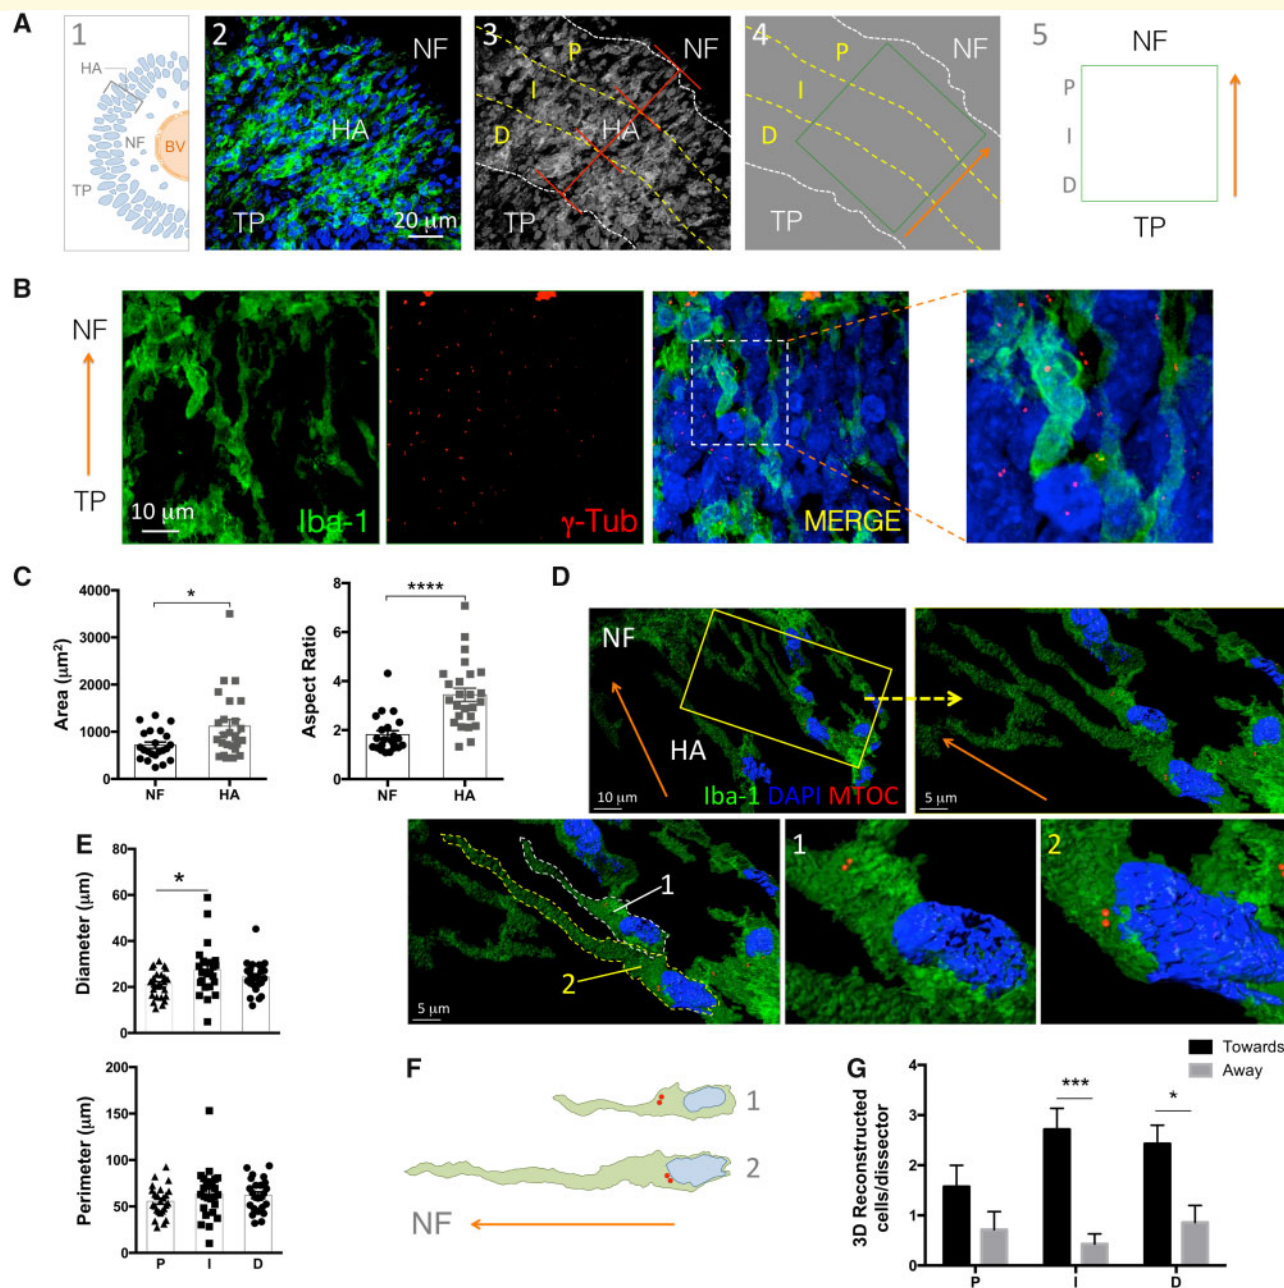 A
1
HA
NF
BV
TP
2
NF
HA
TP
20 μm
3
NF
P
I
HA
D
TP
4
NF
P
I
D
TP
5
NF
P
I
D
TP
B
NF
TP
10 μm
Iba-1
γ-Tub
MERGE
C
Area (μm²)
4000
3000
2000
1000
0
*
NF
HA
Aspect Ratio
8
6
4
2
0
****
NF
HA
D
NF
HA
10 μm
Iba-1 DAPI MTOC
5 μm
1
2
5 μm
1
2
E
Diameter (μm)
80
60
40
20
0
*
Perimeter (μm)
200
150
100
50
0
P
I
D
F
1
2
NF
G
Towards
Away
3D Reconstructed
cells/dissector
4
3
2
1
0
***
*
P
I
D